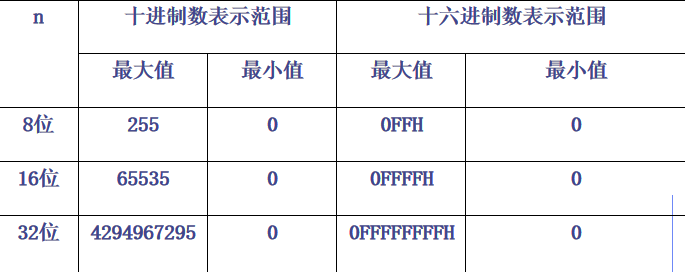 n 十进制数表示范围 十六进制数表示范围
最大值 最小值 最大值 最小值
8位 255 0 0FFH 0
16位 65535 0 0FFFFH 0
32位 4294967295 0 0FFFFFFFFH 0